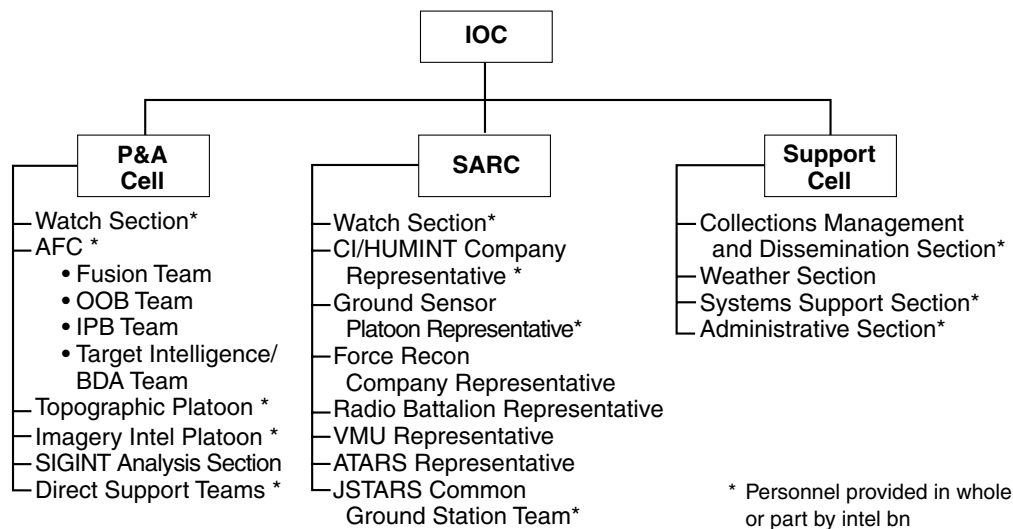 IOC
P&A
Cell
Watch Section*
AFC *
• Fusion Team
• OOB Team
• IPB Team
• Target Intelligence/
BDA Team
Topographic Platoon *
Imagery Intel Platoon *
SIGINT Analysis Section
Direct Support Teams *
SARC
Watch Section*
CI/HUMINT Company
Representative *
Ground Sensor
Platoon Representative*
Force Recon
Company Representative
Radio Battalion Representative
VMU Representative
ATARS Representative
JSTARS Common
Ground Station Team*
Support
Cell
Collections Management
and Dissemination Section*
Weather Section
Systems Support Section*
Administrative Section*
* Personnel provided in whole
or part by intel bn